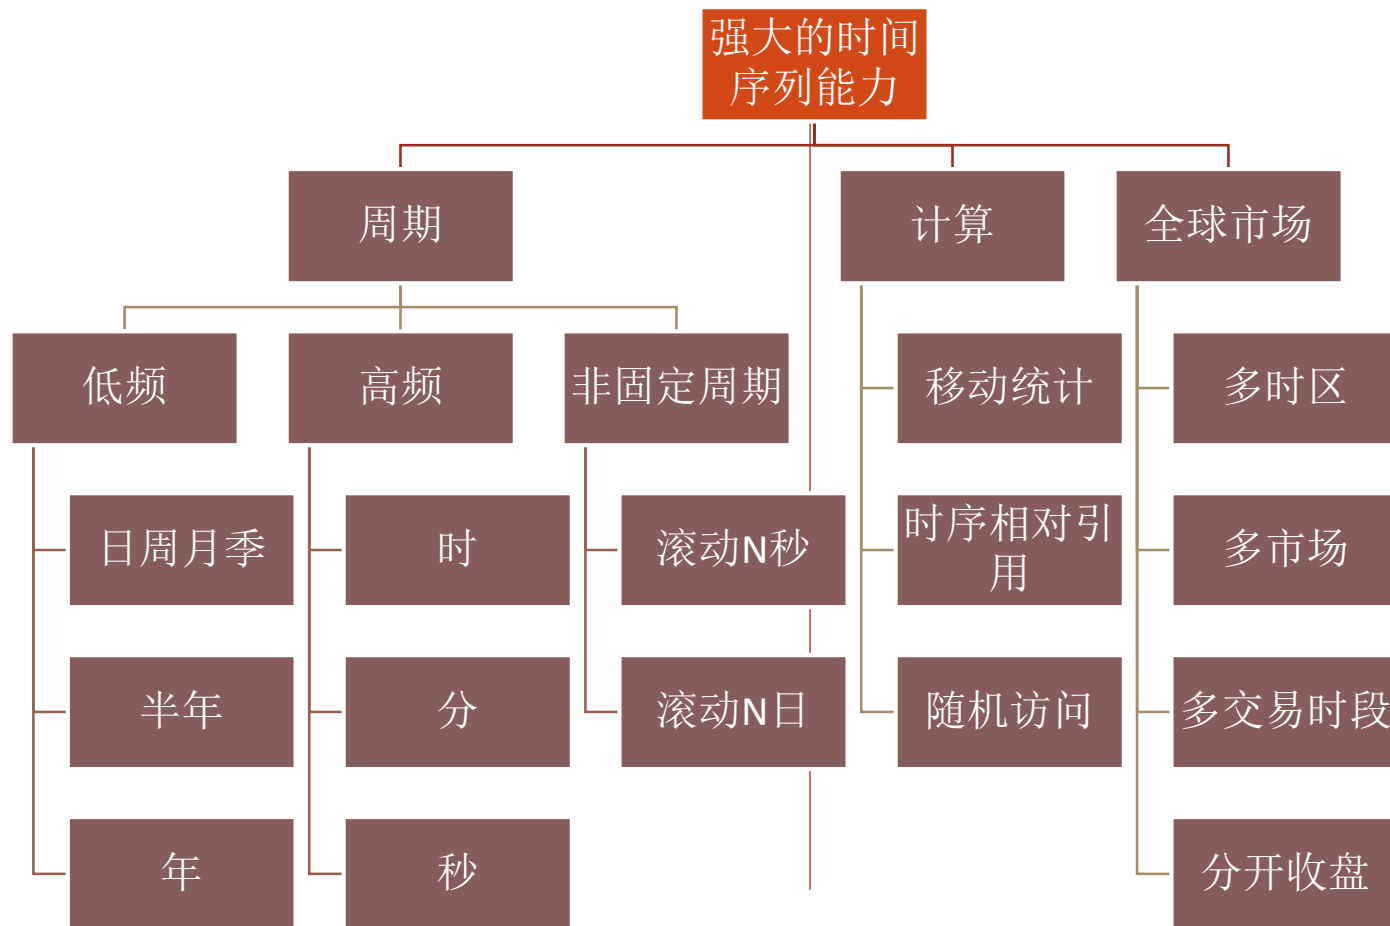 强大的时间
序列能力
周期
计算
全球市场
低频
高频
非固定周期
移动统计
多时区
日周月季
时
滚动N秒
时序相对引
用
多市场
半年
分
滚动N日
随机访问
多交易时段
年
秒
分开收盘